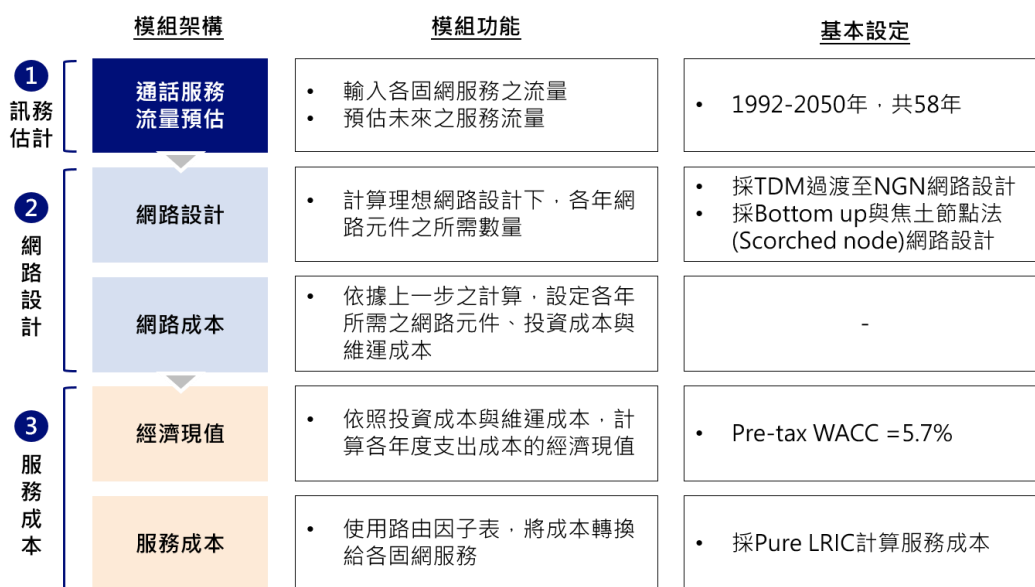 模組架構
模組功能
基本設定
1
訊務
估計
通話服務
流量預估
• 輸入各固網服務之流量
• 預估未來之服務流量
• 1992-2050年，共58年
2
網
路
設
計
網路設計
• 計算理想網路設計下，各年網
路元件之所需數量
• 採TDM過渡至NGN網路設計
• 採Bottom up與焦土節點法
(Scorched node)網路設計
網路成本
• 依據上一步之計算，設定各年
所需之網路元件、投資成本與
維運成本
-
3
服
務
成
本
經濟現值
• 依照投資成本與維運成本，計
算各年度支出成本的經濟現值
• Pre-tax WACC =5.7%
服務成本
• 使用路由因子表，將成本轉換
給各固網服務
• 採Pure LRIC計算服務成本